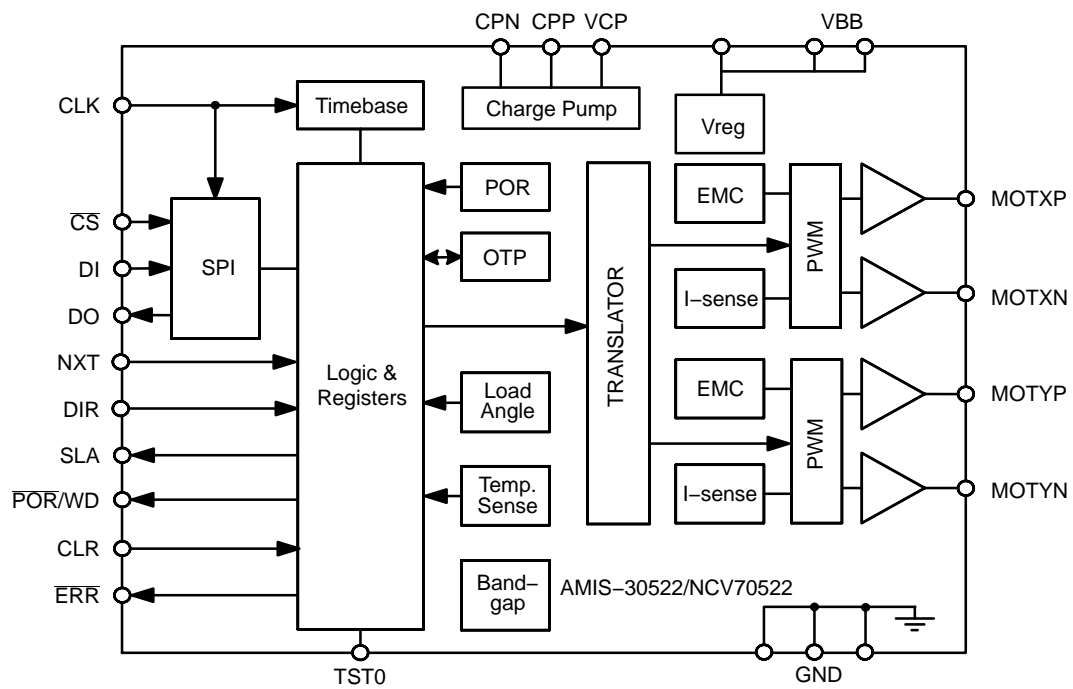 CPN CPP VCP VBB
CLK
Timebase
Charge Pump
Vreg
POR
EMC
MOTXP
CS
SPI
OTP
PWM
DI
I−sense
MOTXN
DO
TRANSLATOR
NXT
Logic &
Registers
Load
Angle
EMC
MOTYP
DIR
PWM
SLA
Temp.
Sense
I−sense
MOTYN
POR/WD
CLR
Band−
gap
AMIS−30522/NCV70522
ERR
TST0
GND